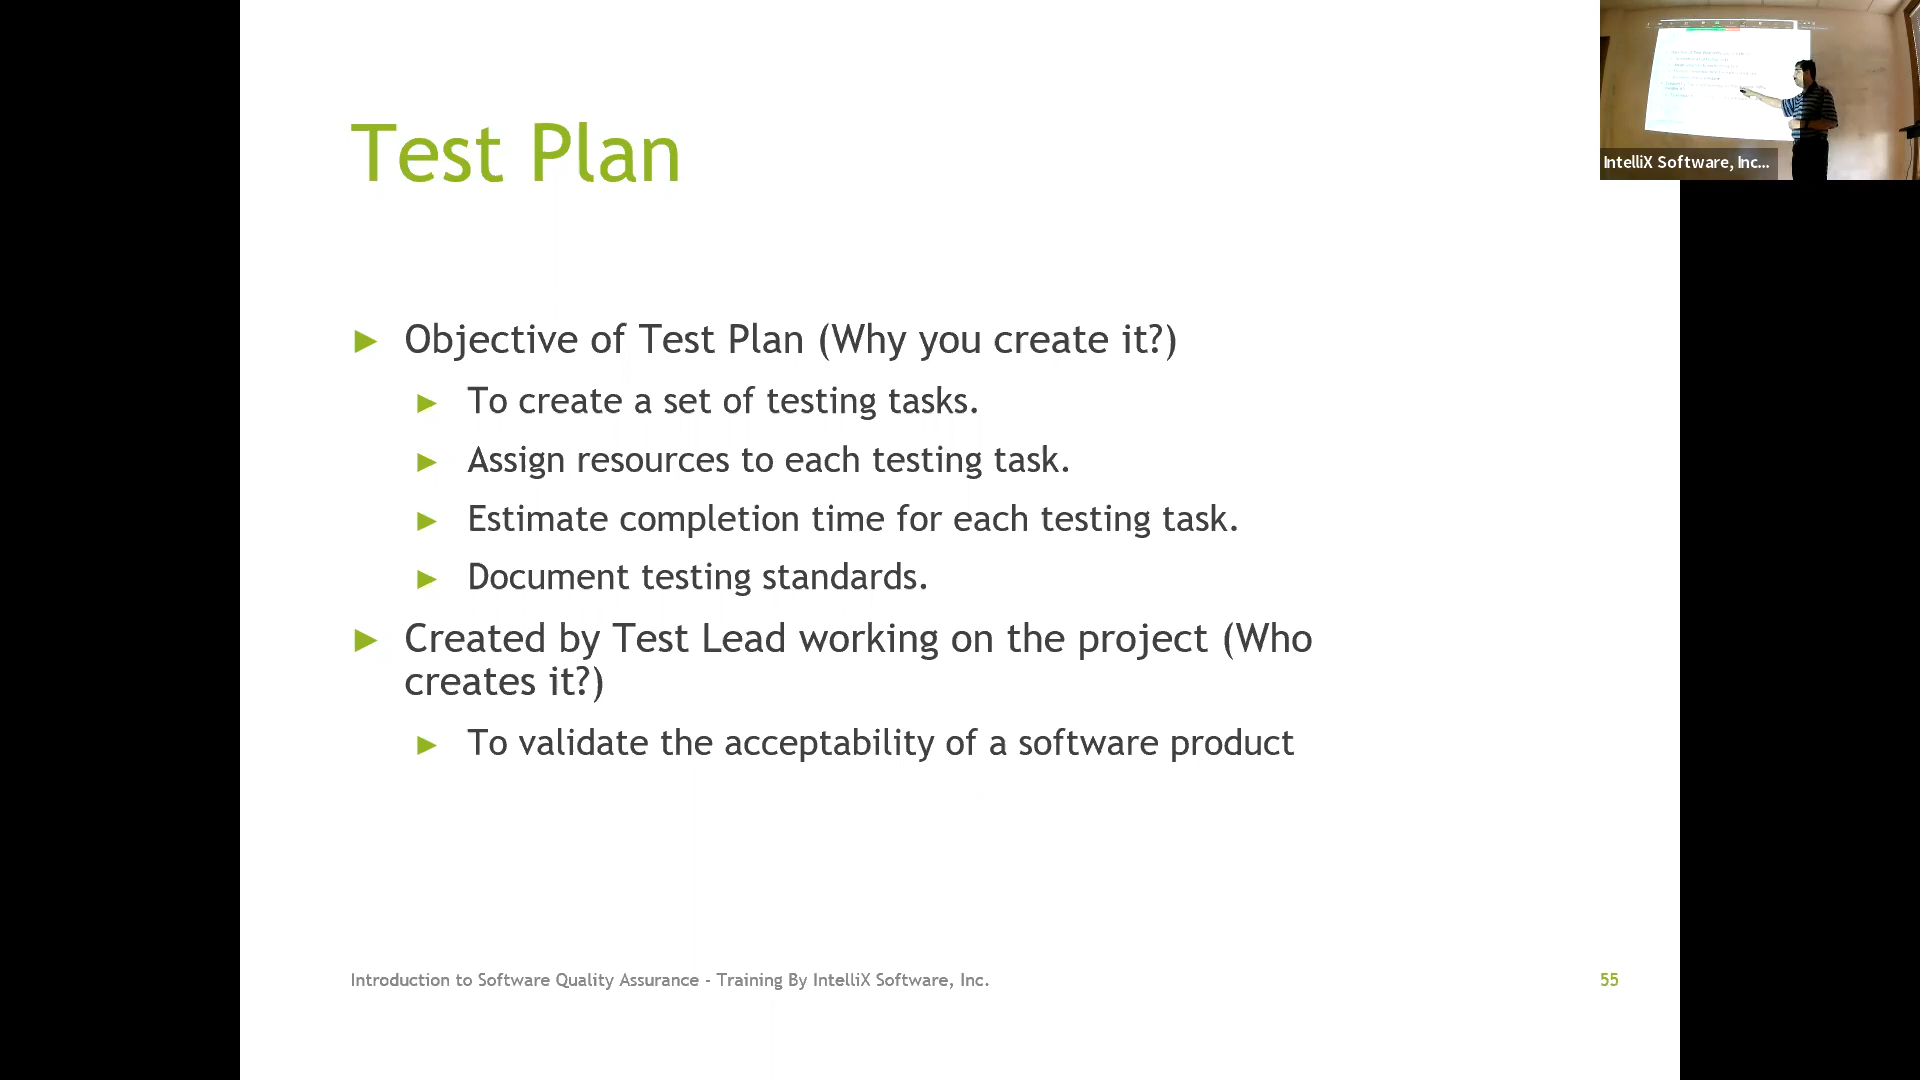 IntelliX Software, Inc...
Test Plan
► Objective of Test Plan (Why you create it?)
► To create a set of testing tasks.
► Assign resources to each testing task.
► Estimate completion time for each testing task.
► Document testing standards.
► Created by Test Lead working on the project (Who
creates it?)
► To validate the acceptability of a software product
Introduction to Software Quality Assurance - Training By IntelliX Software, Inc.
55